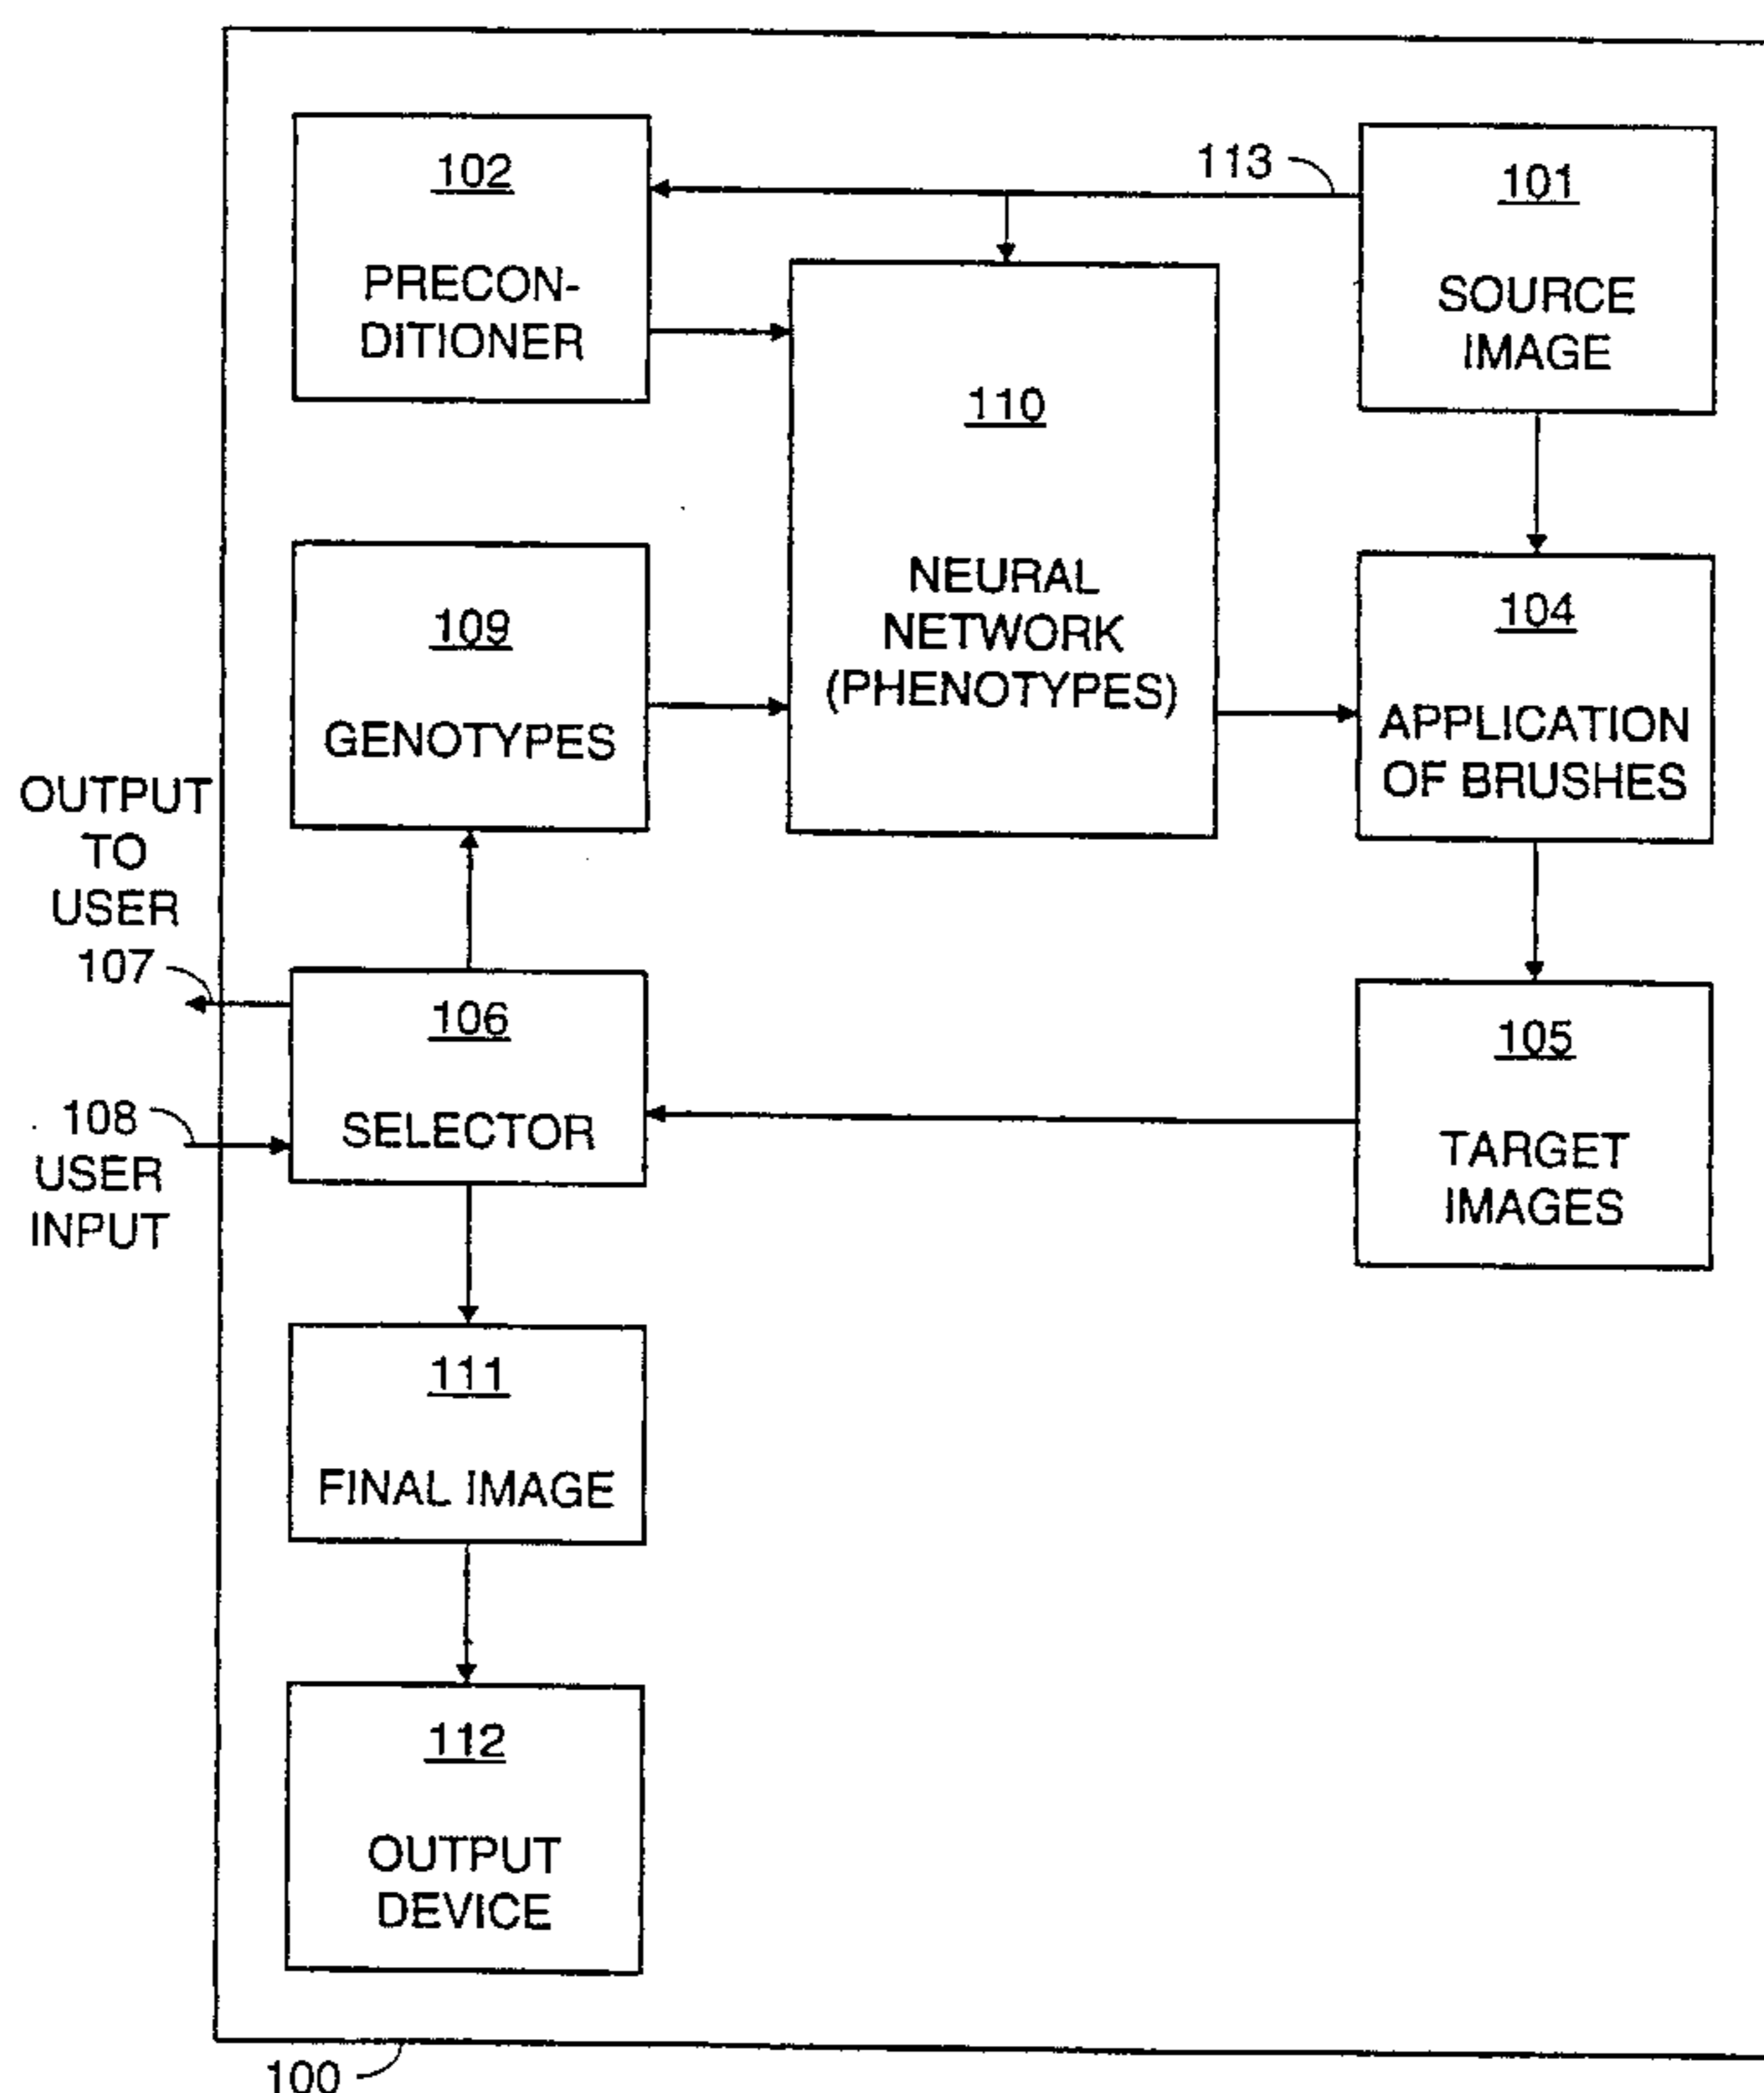 102
PRECON-
DITIONER
113
101
SOURCE
IMAGE
110
NEURAL
NETWORK
(PHENOTYPES)
109
GENOTYPES
104
APPLICATION
OF BRUSHES
OUTPUT
TO
USER
107
106
SELECTOR
108
USER
INPUT
105
TARGET
IMAGES
111
FINAL IMAGE
112
OUTPUT
DEVICE
100